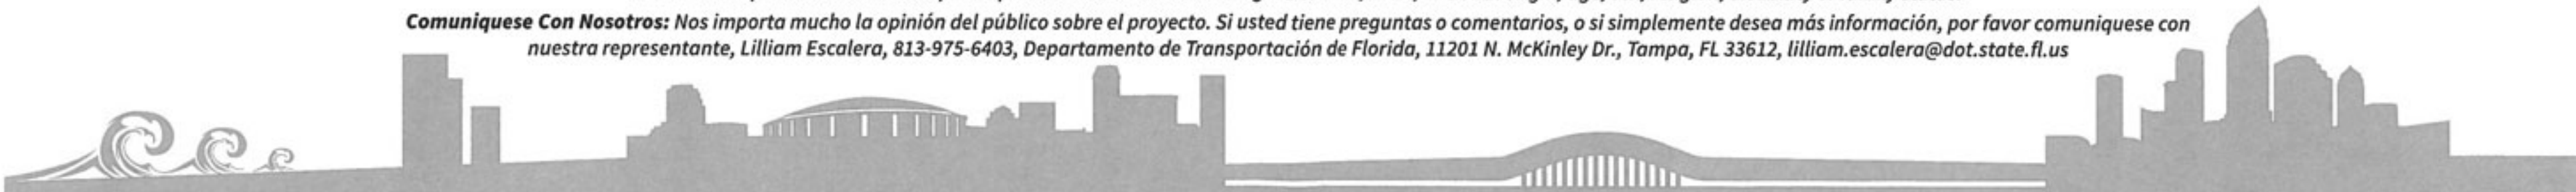 Comuniquese Con Nosotros: Nos importa mucho la opinión del público sobre el proyecto. Si usted tiene preguntas o comentarios, o si simplemente desea más información, por favor comuniquese con
nuestra representante, Lilliam Escalera, 813-975-6403, Departamento de Transportación de Florida, 11201 N. McKinley Dr., Tampa, FL 33612, lilliam.escalera@dot.state.fl.us